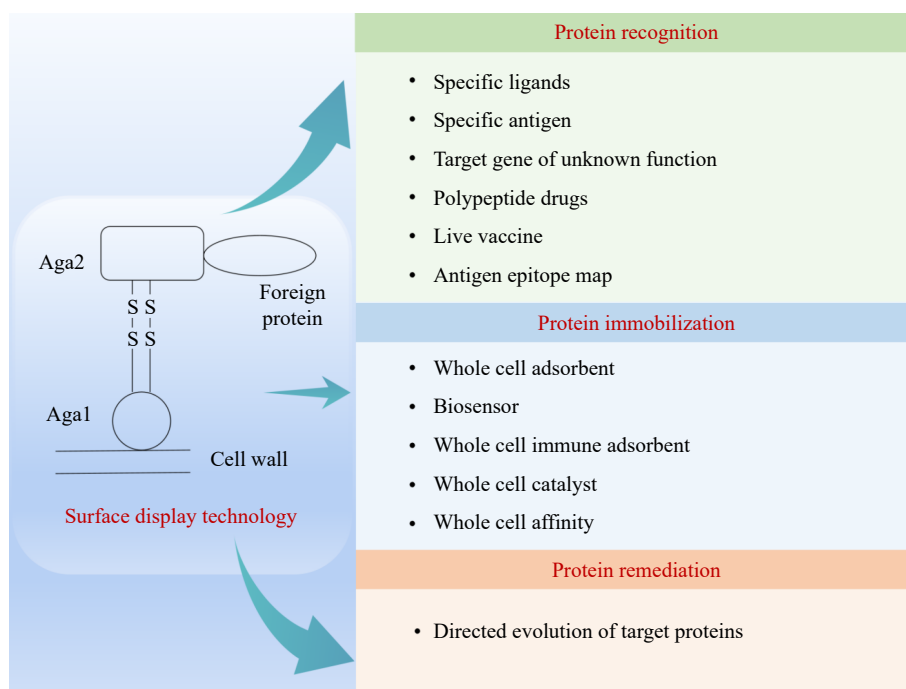 Aga2
Foreign
protein
S S
S S
Aga1
Cell wall
Surface display technology
Protein recognition
• Specific ligands
• Specific antigen
• Target gene of unknown function
• Polypeptide drugs
• Live vaccine
• Antigen epitope map
Protein immobilization
• Whole cell adsorbent
• Biosensor
• Whole cell immune adsorbent
• Whole cell catalyst
• Whole cell affinity
Protein remediation
• Directed evolution of target proteins